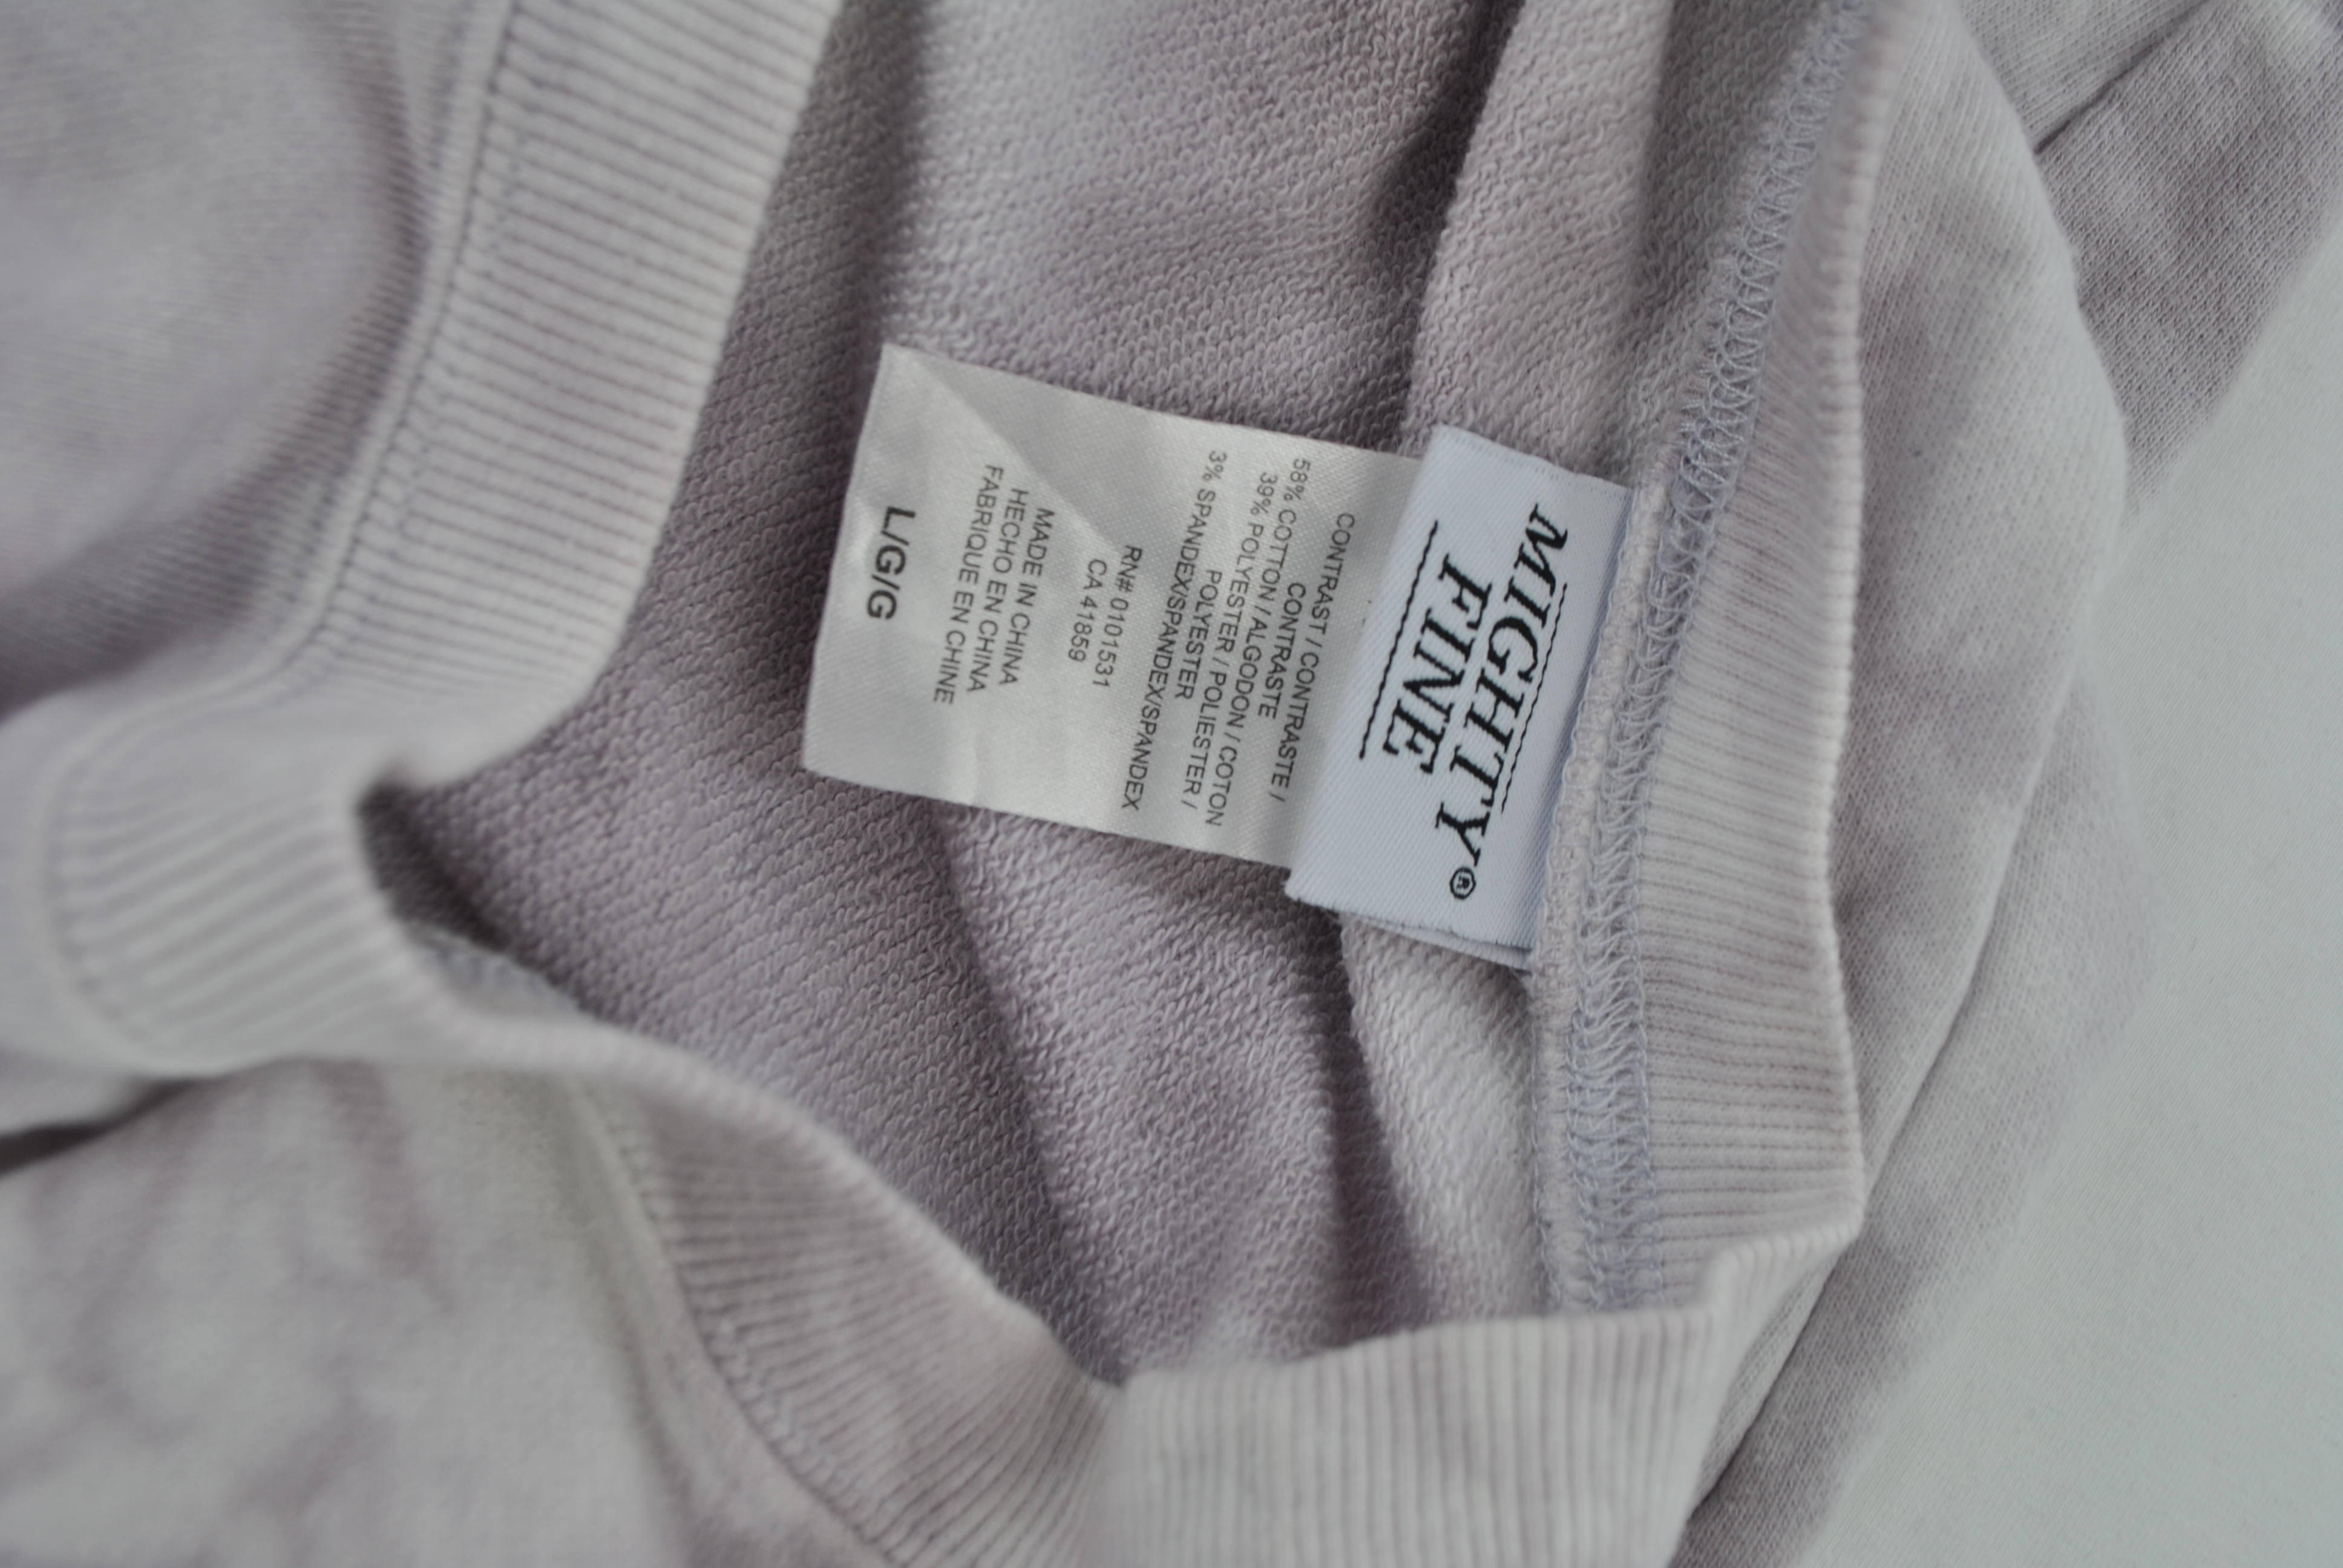 MIGHTY
FINE®
CONTRAST / CONTRASTE /
CONTRASTE
58% COTTON / ALGODON / COTON
39% POLYESTER / POLIESTER /
POLYESTER
3% SPANDEX/SPANDEX/SPANDEX
RN# 0101531
CA 41859
MADE IN CHINA
HECHO EN CHINA
FABRIQUE EN CHINE
L/G/G